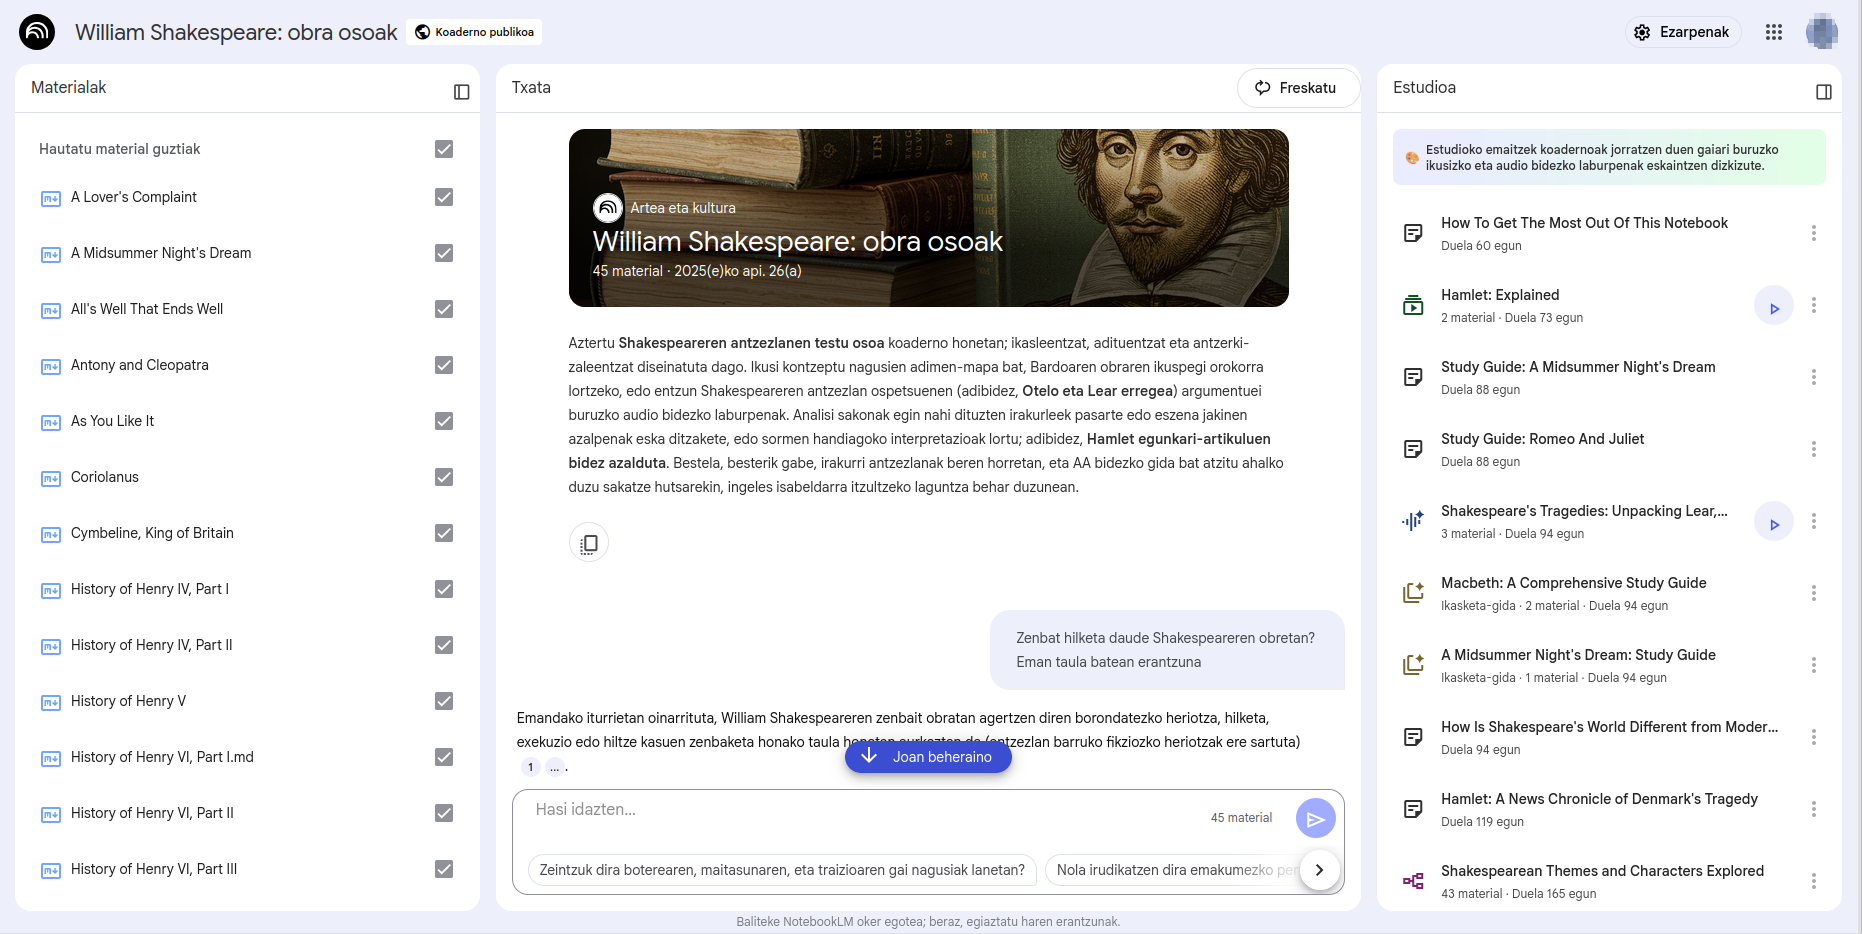 William Shakespeare: obra osoak
Koaderno publikoa
Ezarpenak
Materialak
Hautatu material guztiak
A Lover's Complaint
A Midsummer Night's Dream
All's Well That Ends Well
Antony and Cleopatra
As You Like It
Coriolanus
Cymbeline, King of Britain
History of Henry IV, Part I
History of Henry IV, Part II
History of Henry V
History of Henry VI, Part I.md
History of Henry VI, Part II
History of Henry VI, Part III
Txata
Freskatu
Artea eta kultura
William Shakespeare: obra osoak
45 material · 2025(e)ko api. 26(a)
Aztertu Shakespeareren antzezlanen testu osoa koaderno honetan; ikasleentzat, adituentzat eta antzerki-
zaleentzat diseinatuta dago. Ikusi kontzeptu nagusien adimen-mapa bat, Bardoaren obraren ikuspegi orokorra
lortzeko, edo entzun Shakespeareren antzezlan ospetsuenen (adibidez, Otelo eta Lear erregea) argumentuei
buruzko audio bidezko laburpenak. Analisi sakonak egin nahi dituzten irakurleek pasarte edo eszena jakinen
azalpenak eska ditzakete, edo sormen handiagoko interpretazioak lortu; adibidez, Hamlet egunkari-artikuluen
bidez azalduta. Bestela, besterik gabe, irakurri antzezlanak beren horretan, eta AA bidezko gida bat atzitu ahalko
duzu sakatze hutsarekin, ingeles isabeldarra itzultzeko laguntza behar duzunean.
Zenbat hilketa daude Shakespeareren obretan?
Eman taula batean erantzuna
Emandako iturrietan oinarrituta, William Shakespeareren zenbait obratan agertzen diren borondatezko heriotza, hilketa,
exekuzio edo hiltze kasuen zenbaketa honako taula honetan aurkezten da (antzezlan barruko fikziozko heriotzak ere sartuta)
1 ... .
Joan beheraino
Hasi idazten...
45 material
Zeintzuk dira boterearen, maitasunaren, eta traizioaren gai nagusiak lanetan?
Nola irudikatzen dira emakumezko per
Baliteke NotebookLM oker egotea; beraz, egiaztatu haren erantzunak.
Estudioa
Estudioko emaitzek koadernoak jorratzen duen gaiari buruzko
ikusizko eta audio bidezko laburpenak eskaintzen dizkizute.
How To Get The Most Out Of This Notebook
Duela 60 egun
Hamlet: Explained
2 material · Duela 73 egun
Study Guide: A Midsummer Night's Dream
Duela 88 egun
Study Guide: Romeo And Juliet
Duela 88 egun
Shakespeare's Tragedies: Unpacking Lear,...
3 material · Duela 94 egun
Macbeth: A Comprehensive Study Guide
Ikasketa-gida · 2 material · Duela 94 egun
A Midsummer Night's Dream: Study Guide
Ikasketa-gida · 1 material · Duela 94 egun
How Is Shakespeare's World Different from Moder...
Duela 94 egun
Hamlet: A News Chronicle of Denmark's Tragedy
Duela 119 egun
Shakespearean Themes and Characters Explored
43 material · Duela 165 egun